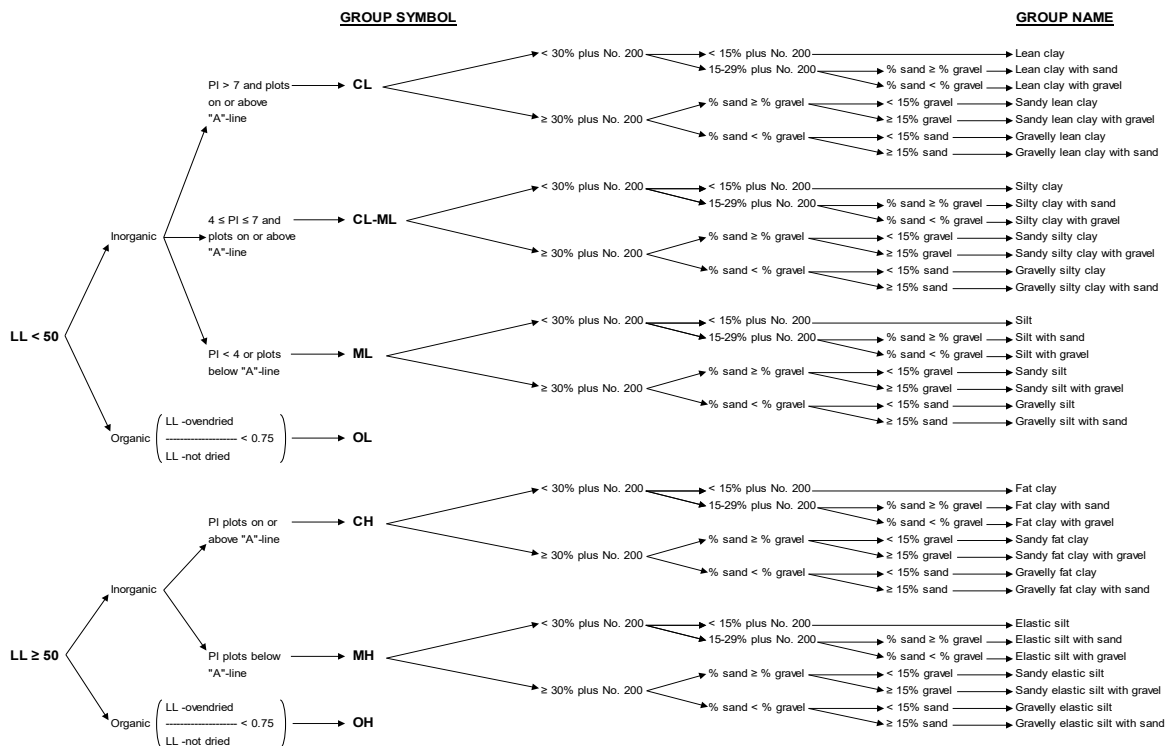 GROUP SYMBOL
GROUP NAME
LL < 50
Inorganic
PI > 7 and plots
on or above
"A"-line
CL
< 30% plus No. 200
< 15% plus No. 200
Lean clay
15-29% plus No. 200
% sand ≥ % gravel
Lean clay with sand
% sand < % gravel
Lean clay with gravel
≥ 30% plus No. 200
% sand ≥ % gravel
< 15% gravel
Sandy lean clay
≥ 15% gravel
Sandy lean clay with gravel
% sand < % gravel
< 15% sand
Gravelly lean clay
≥ 15% sand
Gravelly lean clay with sand
4 ≤ PI ≤ 7 and
plots on or above
"A"-line
CL-ML
< 30% plus No. 200
< 15% plus No. 200
Silty clay
15-29% plus No. 200
% sand ≥ % gravel
Silty clay with sand
% sand < % gravel
Silty clay with gravel
≥ 30% plus No. 200
% sand ≥ % gravel
< 15% gravel
Sandy silty clay
≥ 15% gravel
Sandy silty clay with gravel
% sand < % gravel
< 15% sand
Gravelly silty clay
≥ 15% sand
Gravelly silty clay with sand
PI < 4 or plots
below "A"-line
ML
< 30% plus No. 200
< 15% plus No. 200
Silt
15-29% plus No. 200
% sand ≥ % gravel
Silt with sand
% sand < % gravel
Silt with gravel
≥ 30% plus No. 200
% sand ≥ % gravel
< 15% gravel
Sandy silt
≥ 15% gravel
Sandy silt with gravel
% sand < % gravel
< 15% sand
Gravelly silt
≥ 15% sand
Gravelly silt with sand
Organic
LL -ovendried
-------------------- < 0.75
LL -not dried
OL
LL ≥ 50
Inorganic
PI plots on or
above "A"-line
CH
< 30% plus No. 200
< 15% plus No. 200
Fat clay
15-29% plus No. 200
% sand ≥ % gravel
Fat clay with sand
% sand < % gravel
Fat clay with gravel
≥ 30% plus No. 200
% sand ≥ % gravel
< 15% gravel
Sandy fat clay
≥ 15% gravel
Sandy fat clay with gravel
% sand < % gravel
< 15% sand
Gravelly fat clay
≥ 15% sand
Gravelly fat clay with sand
PI plots below
"A"-line
MH
< 30% plus No. 200
< 15% plus No. 200
Elastic silt
15-29% plus No. 200
% sand ≥ % gravel
Elastic silt with sand
% sand < % gravel
Elastic silt with gravel
≥ 30% plus No. 200
% sand ≥ % gravel
< 15% gravel
Sandy elastic silt
≥ 15% gravel
Sandy elastic silt with gravel
% sand < % gravel
< 15% sand
Gravelly elastic silt
≥ 15% sand
Gravelly elastic silt with sand
Organic
LL -ovendried
-------------------- < 0.75
LL -not dried
OH